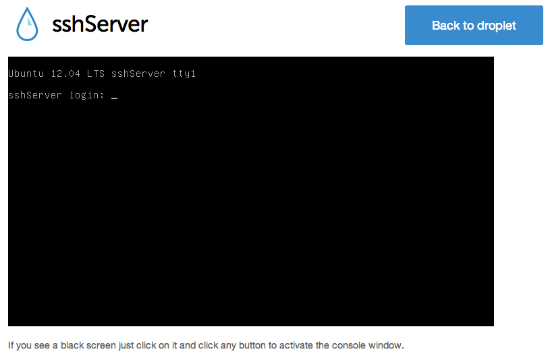 sshServer
Back to droplet
Ubuntu 12.04 LTS sshServer tty1
sshServer login: _
If you see a black screen just click on it and click any button to activate the console window.